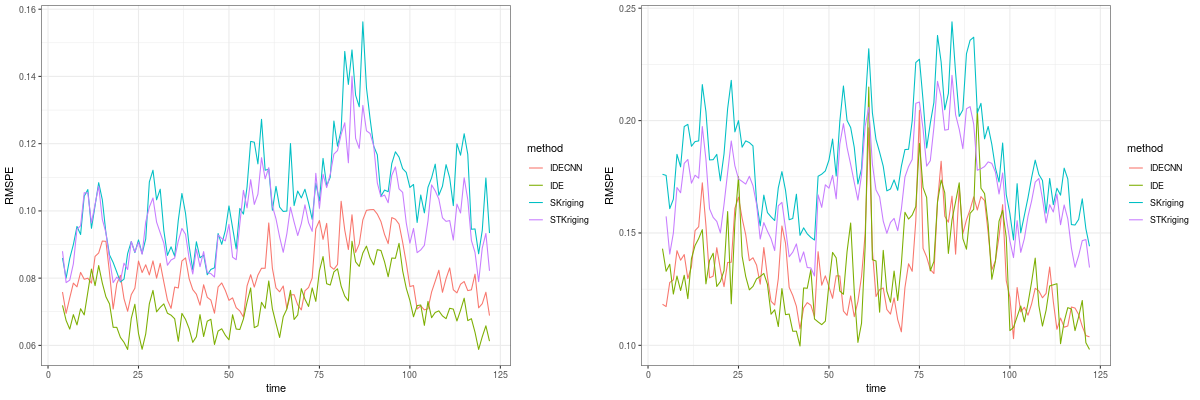 0.16
0.14
0.12
0.10
0.08
0.06
RMSPE
0 25 50 75 100 125
time
method
IDECNN
IDE
SKriging
STKriging
0.25
0.20
0.15
0.10
RMSPE
0 25 50 75 100 125
time
method
IDECNN
IDE
SKriging
STKriging